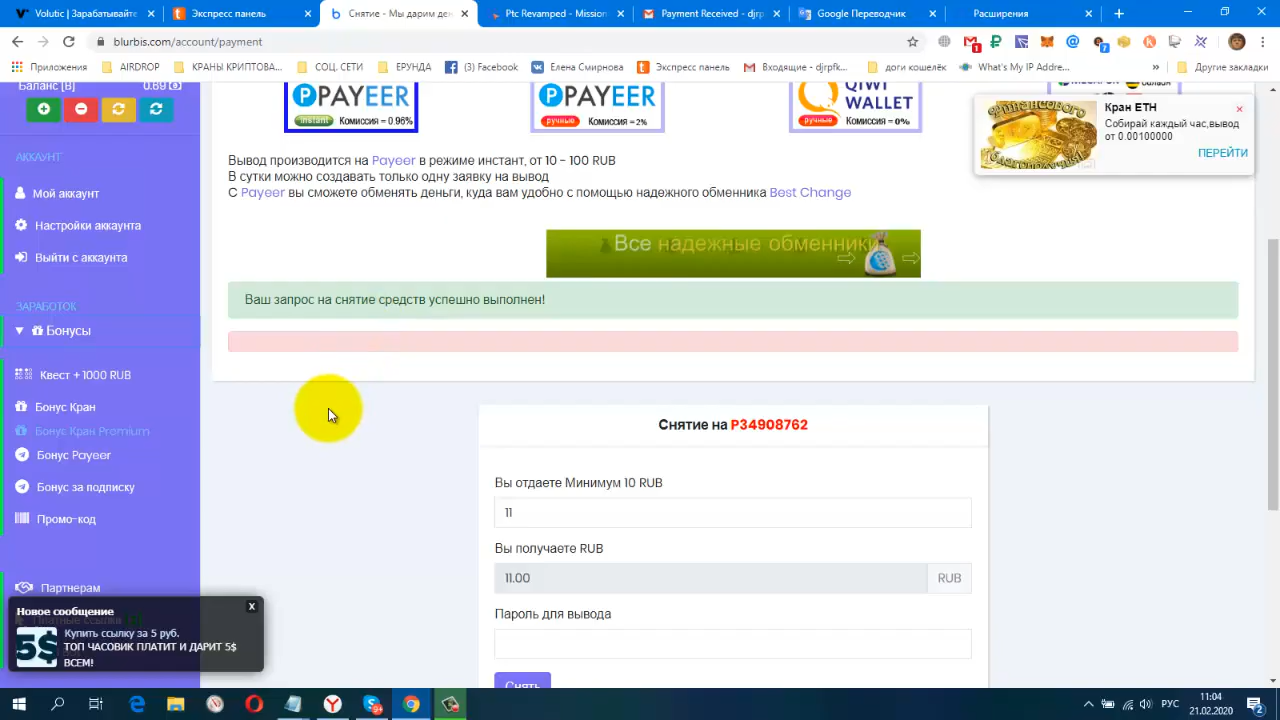 Volutic | Зарабатывайте
Экспресс панель
Снятие - Мы дарим ден
Ptc Revamped - Mission
Payment Received - djrp
Google Переводчик
Расширения
blurbis.com/account/payment
Приложения
AIRDROP
КРАНЫ КРИПТОВА...
СОЦ. СЕТИ
ЕРУНДА
(3) Facebook
Елена Смирнова
Экспресс панель
Входящие - djrpfk...
доги кошелёк
What's My IP Addre...
»
Другие закладки
Баланс [B] 0.89
PAYEER
instant Комиссия = 0.96%
PAYEER
ручные Комиссия = 2%
QIWI
WALLET
ручные Комиссия = 0%
Кран ETH
Собирай каждый час,вывод
от 0.00100000
ПЕРЕЙТИ
АККАУНТ
Мой аккаунт
Настройки аккаунта
Выйти с аккаунта
ЗАРАБОТОК
Бонусы
Квест + 1000 RUB
Бонус Кран
Бонус Кран Premium
Бонус Payeer
Бонус за подписку
Промо-код
Партнерам
Платные ссылки
Вывод производится на Payeer в режиме инстант, от 10 - 100 RUB
В сутки можно создавать только одну заявку на вывод
С Payeer вы сможете обменять деньги, куда вам удобно с помощью надежного обменника Best Change
Все надежные обменники
Ваш запрос на снятие средств успешно выполнен!
Снятие на P34908762
Вы отдаете Минимум 10 RUB
11
Вы получаете RUB
11.00
RUB
Пароль для вывода
Снять
Новое сообщение
X
5$
Купить ссылку за 5 руб.
ТОП ЧАСОВИК ПЛАТИТ И ДАРИТ 5$
ВСЕМ!
РУС
11:04
21.02.2020